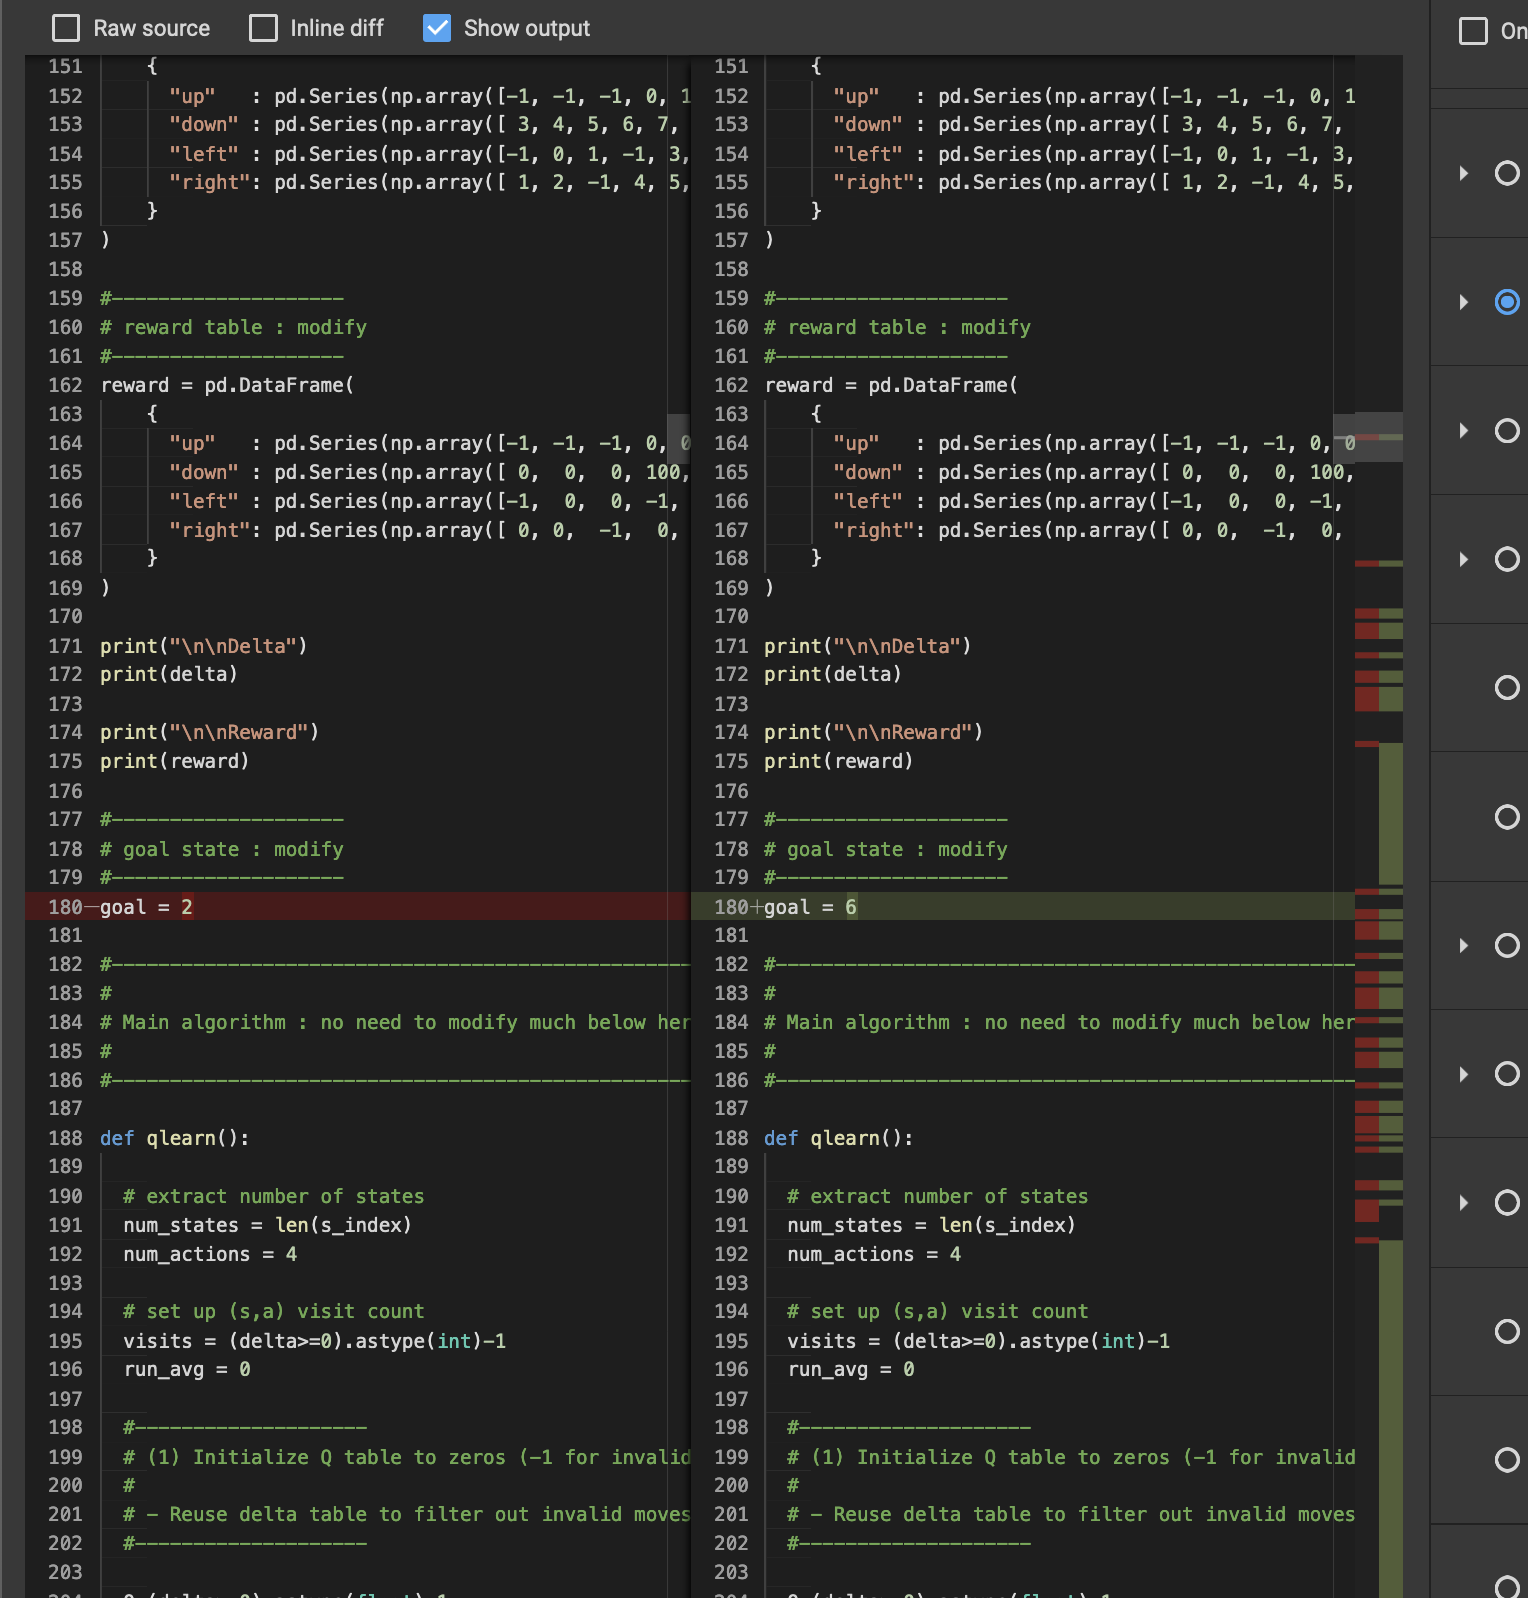 Raw source Inline diff Show output On
151 {
152 "up" : pd.Series(np.array([-1, -1, -1, 0, 1
153 "down" : pd.Series(np.array([ 3, 4, 5, 6, 7,
154 "left" : pd.Series(np.array([-1, 0, 1, -1, 3,
155 "right": pd.Series(np.array([ 1, 2, -1, 4, 5,
156 }
157 )
158
159 #--------------------
160 # reward table : modify
161 #--------------------
162 reward = pd.DataFrame(
163 {
164 "up" : pd.Series(np.array([-1, -1, -1, 0, 0
165 "down" : pd.Series(np.array([ 0, 0, 0, 100,
166 "left" : pd.Series(np.array([-1, 0, 0, -1,
167 "right": pd.Series(np.array([ 0, 0, -1, 0,
168 }
169 )
170
171 print("\n\nDelta")
172 print(delta)
173
174 print("\n\nReward")
175 print(reward)
176
177 #--------------------
178 # goal state : modify
179 #--------------------
180—goal = 2
181
182 #--------------------------------------------------
183 #
184 # Main algorithm : no need to modify much below her
185 #
186 #--------------------------------------------------
187
188 def qlearn():
189
190 # extract number of states
191 num_states = len(s_index)
192 num_actions = 4
193
194 # set up (s,a) visit count
195 visits = (delta>=0).astype(int)-1
196 run_avg = 0
197
198 #--------------------
199 # (1) Initialize Q table to zeros (-1 for invalid
200 #
201 # - Reuse delta table to filter out invalid moves
202 #--------------------
203
151 {
152 "up" : pd.Series(np.array([-1, -1, -1, 0, 1
153 "down" : pd.Series(np.array([ 3, 4, 5, 6, 7,
154 "left" : pd.Series(np.array([-1, 0, 1, -1, 3,
155 "right": pd.Series(np.array([ 1, 2, -1, 4, 5,
156 }
157 )
158
159 #--------------------
160 # reward table : modify
161 #--------------------
162 reward = pd.DataFrame(
163 {
164 "up" : pd.Series(np.array([-1, -1, -1, 0, 0
165 "down" : pd.Series(np.array([ 0, 0, 0, 100,
166 "left" : pd.Series(np.array([-1, 0, 0, -1,
167 "right": pd.Series(np.array([ 0, 0, -1, 0,
168 }
169 )
170
171 print("\n\nDelta")
172 print(delta)
173
174 print("\n\nReward")
175 print(reward)
176
177 #--------------------
178 # goal state : modify
179 #--------------------
180+goal = 6
181
182 #--------------------------------------------------
183 #
184 # Main algorithm : no need to modify much below her
185 #
186 #--------------------------------------------------
187
188 def qlearn():
189
190 # extract number of states
191 num_states = len(s_index)
192 num_actions = 4
193
194 # set up (s,a) visit count
195 visits = (delta>=0).astype(int)-1
196 run_avg = 0
197
198 #--------------------
199 # (1) Initialize Q table to zeros (-1 for invalid
200 #
201 # - Reuse delta table to filter out invalid moves
202 #--------------------
203